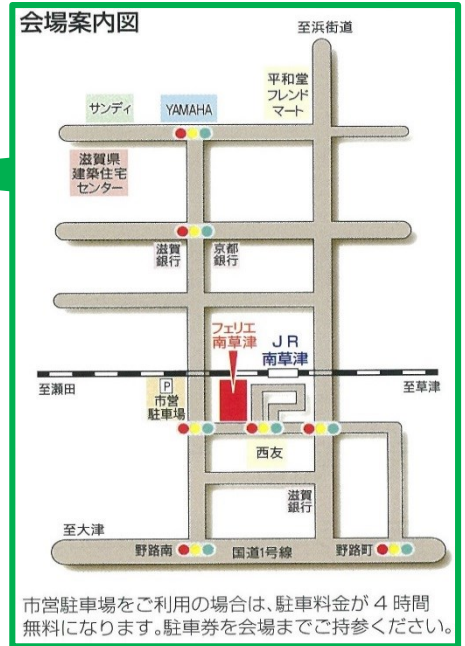 会場案内図
至浜街道
平和堂
フレンド
マート
サンディ
YAMAHA
滋賀県
建築住宅
センター
滋賀
銀行
京都
銀行
フェリエ
南草津
JR
南草津
至瀬田
至草津
P
市営
駐車場
西友
滋賀
銀行
至大津
野路南
国道1号線
野路町
市営駐車場をご利用の場合は、駐車料金が4時間
無料になります。駐車券を会場までご持参ください。